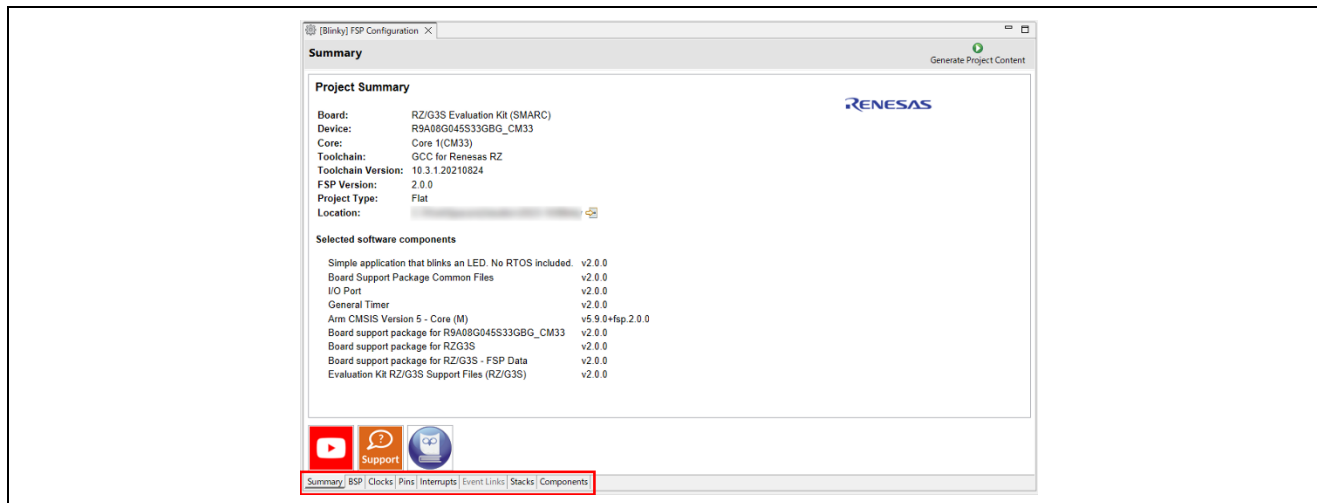 [Blinky] FSP Configuration
Summary
Generate Project Content
Project Summary
RENESAS
Board: RZ/G3S Evaluation Kit (SMARC)
Device: R9A08G045S33GBG_CM33
Core: Core 1(CM33)
Toolchain: GCC for Renesas RZ
Toolchain Version: 10.3.1.20210824
FSP Version: 2.0.0
Project Type: Flat
Location:
Selected software components
Simple application that blinks an LED. No RTOS included. v2.0.0
Board Support Package Common Files v2.0.0
I/O Port v2.0.0
General Timer v2.0.0
Arm CMSIS Version 5 - Core (M) v5.9.0+fsp.2.0.0
Board support package for R9A08G045S33GBG_CM33 v2.0.0
Board support package for RZG3S v2.0.0
Board support package for RZ/G3S - FSP Data v2.0.0
Evaluation Kit RZ/G3S Support Files (RZ/G3S) v2.0.0
?
Support
Summary BSP Clocks Pins Interrupts Event Links Stacks Components